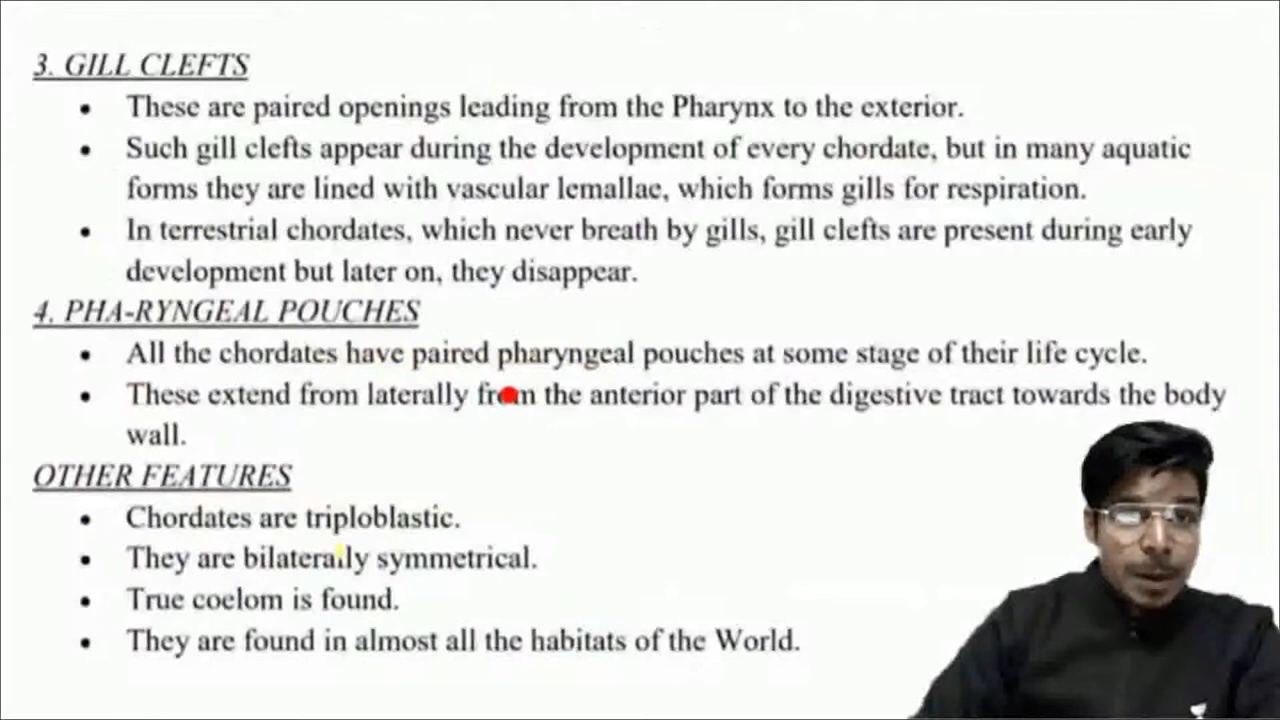 3. GILL CLEFTS
• These are paired openings leading from the Pharynx to the exterior.
• Such gill clefts appear during the development of every chordate, but in many aquatic
forms they are lined with vascular lemallae, which forms gills for respiration.
• In terrestrial chordates, which never breath by gills, gill clefts are present during early
development but later on, they disappear.
4. PHA-RYNGEAL POUCHES
• All the chordates have paired pharyngeal pouches at some stage of their life cycle.
• These extend from laterally from the anterior part of the digestive tract towards the body
wall.
OTHER FEATURES
• Chordates are triploblastic.
• They are bilaterally symmetrical.
• True coelom is found.
• They are found in almost all the habitats of the World.